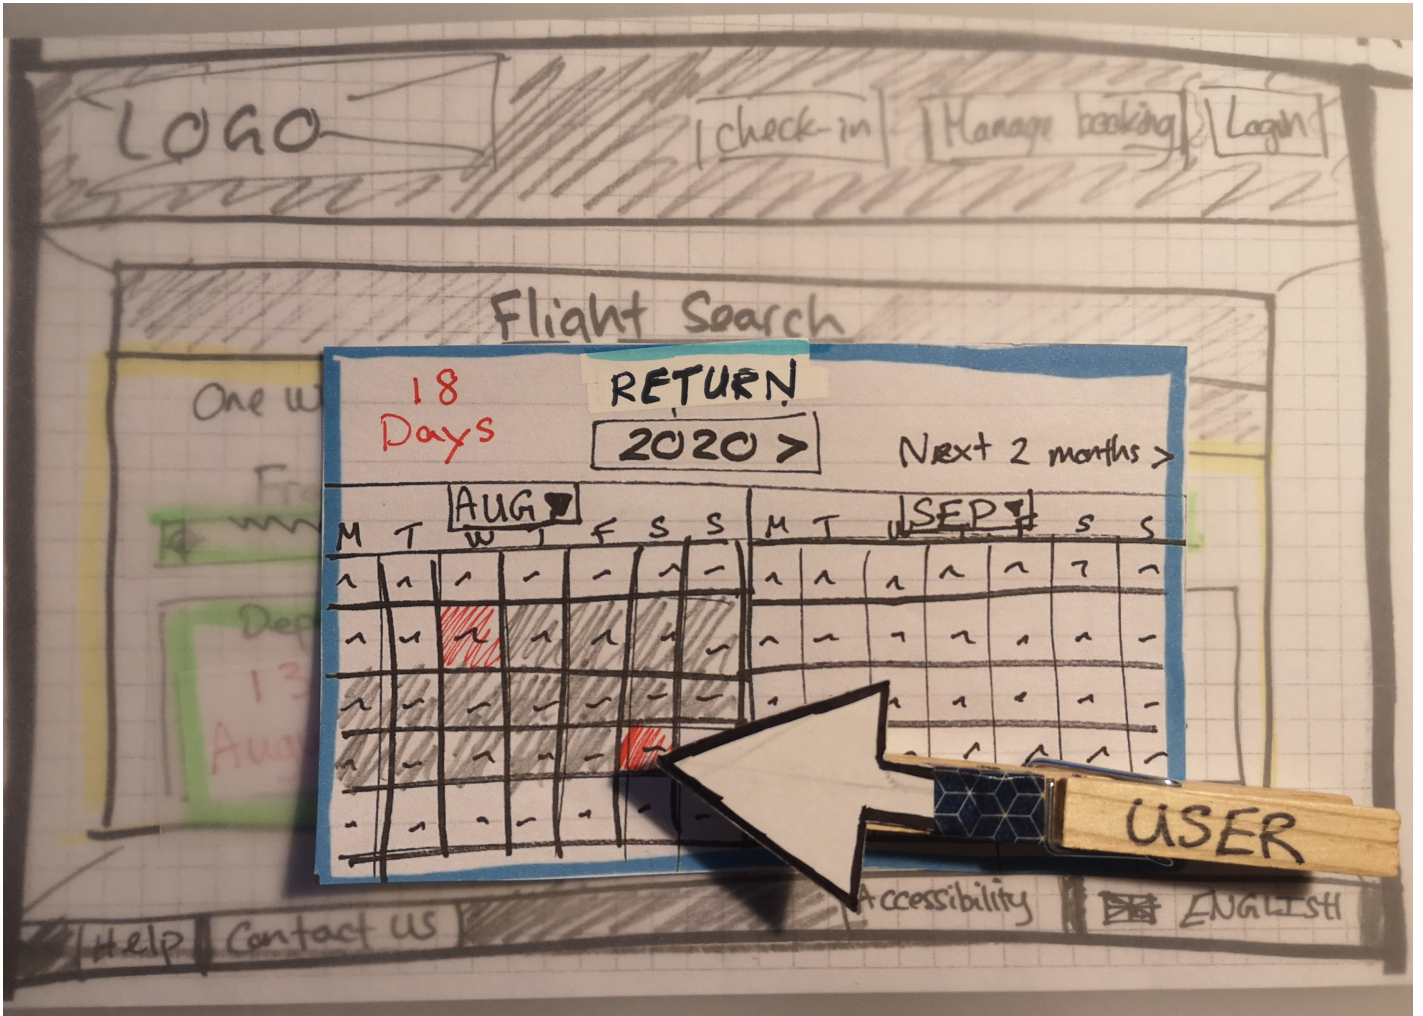 LOGO
check-in
Manage booking
Login
Flight Search
One W
18
Days
RETURN
2020 >
Next 2 months >
AUG ▼
SEP ▼
M T W T F S S
M T S S
Dep
13
Aug
USER
Help
Contact us
Accessibility
ENGLISH